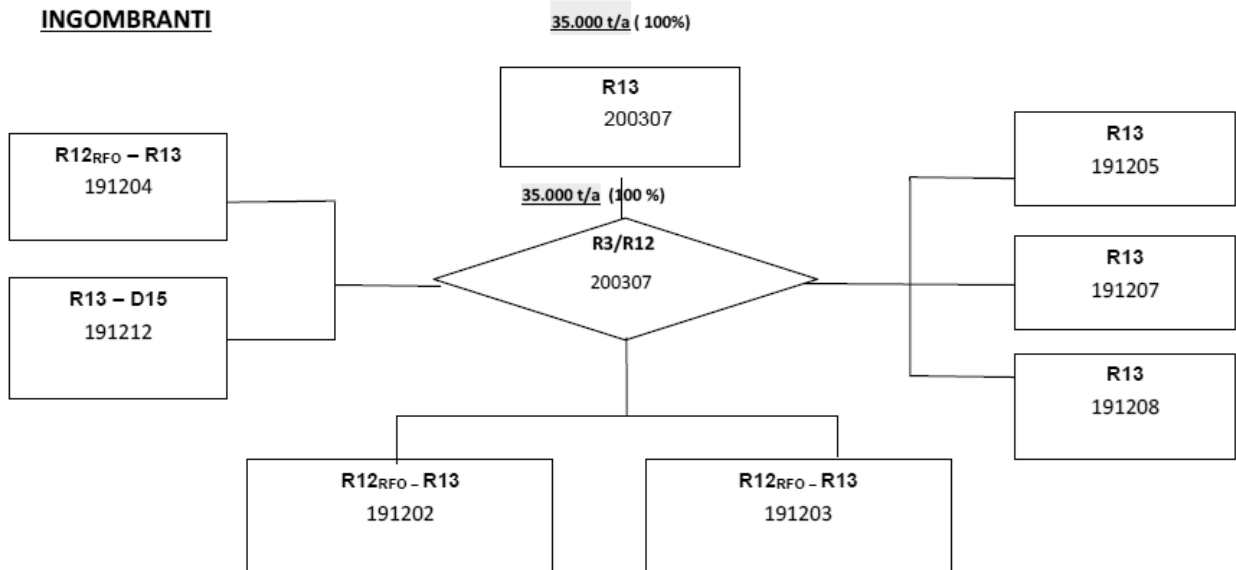 INGOMBRANTI
35.000 t/a ( 100%)
R13
200307
R12RFO – R13
191204
R13
191205
35.000 t/a (100 %)
R3/R12
200307
R13
191207
R13 – D15
191212
R13
191208
R12RFO – R13
191202
R12RFO – R13
191203